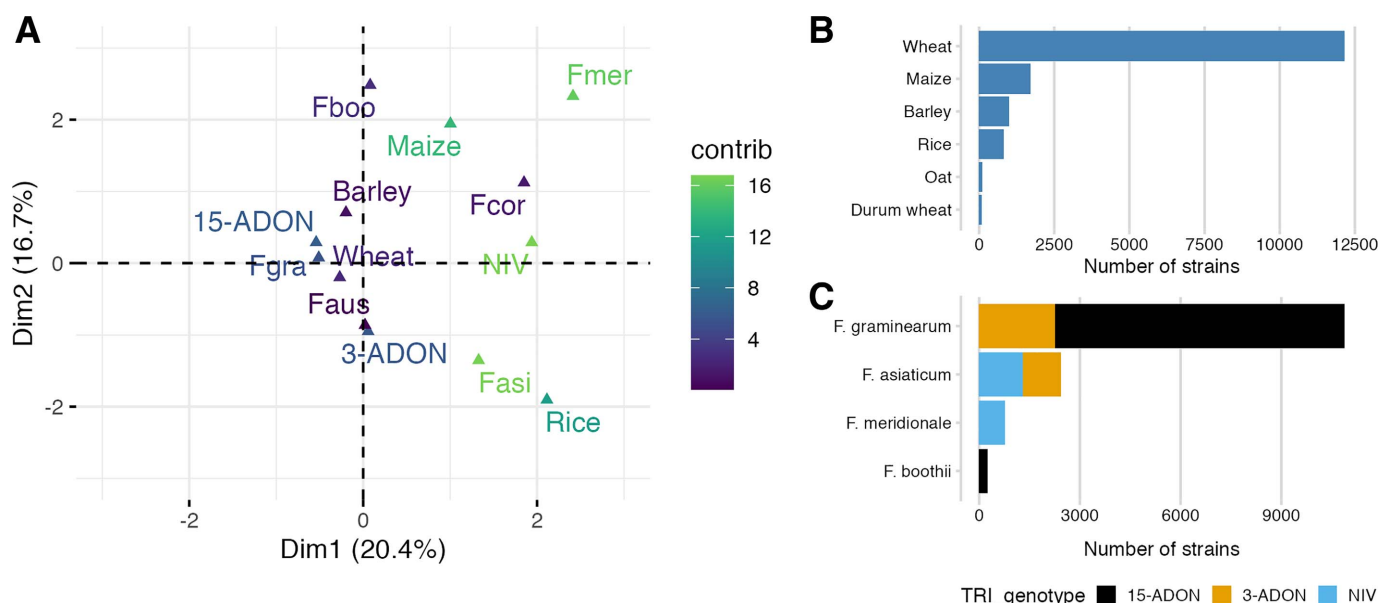 A
Fmer
Fboo
Maize
Barley
Fcor
15-ADON
Wheat
Fgra
NIV
Faus
3-ADON
Fasi
Rice
2
0
-2
-2
0
2
Dim1 (20.4%)
Dim2 (16.7%)
contrib
16
12
8
4
B
Wheat
Maize
Barley
Rice
Oat
Durum wheat
0
2500
5000
7500
10000
12500
Number of strains
C
F. graminearum
F. asiaticum
F. meridionale
F. boothii
0
3000
6000
9000
Number of strains
TRI_genotype
15-ADON
3-ADON
NIV